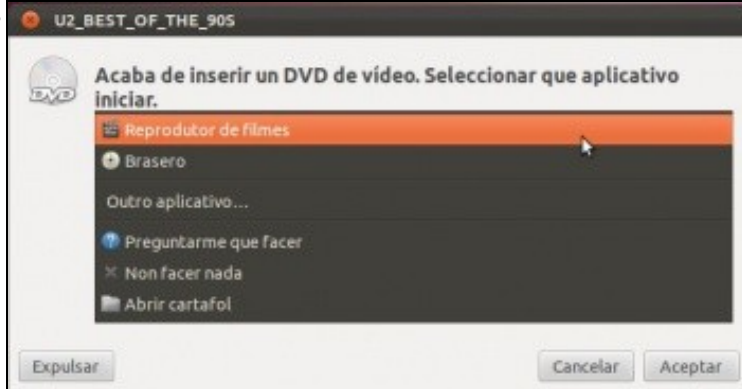 U2_BEST_OF_THE_90S
Acaba de inserir un DVD de vídeo. Seleccionar que aplicativo
iniciar.
DVD
Reprodutor de filmes
Brasero
Outro aplicativo...
Preguntarme que facer
Non facer nada
Abrir cartafol
Expulsar
Cancelar
Aceptar